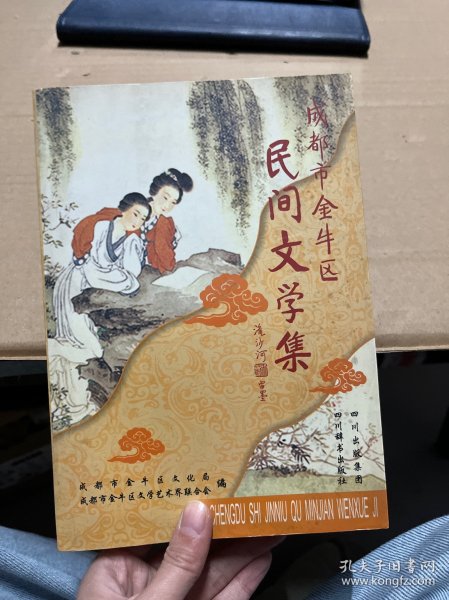 成都市金牛区
民间文学集
流沙河
书墨
四川出版集团
四川辞书出版社
成都市金牛区文化局
成都市金牛区文学艺术界联合会
编
CHENGDU SHI JINNIU QU MINJIAN WENXUE JI
孔夫子旧书网
www.kongfz.com